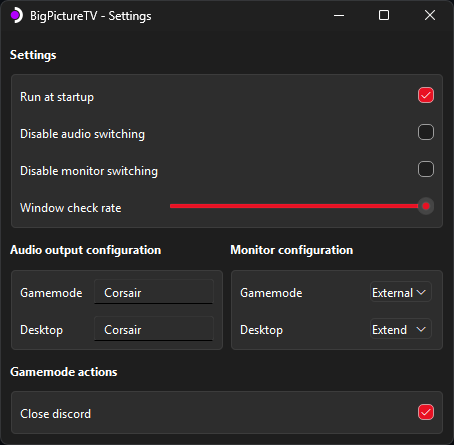 BigPictureTV - Settings
Settings
Run at startup
Disable audio switching
Disable monitor switching
Window check rate
Audio output configuration
Gamemode Corsair
Desktop Corsair
Monitor configuration
Gamemode External
Desktop Extend
Gamemode actions
Close discord